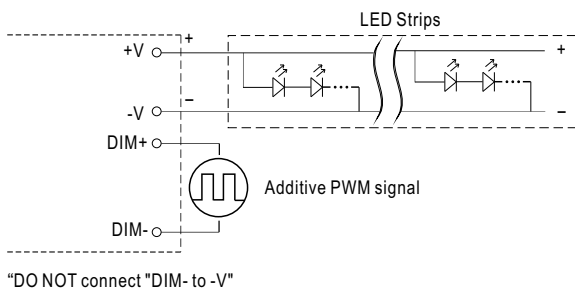 LED Strips
+V
+
+
-V
–
–
DIM+
Additive PWM signal
DIM-
“DO NOT connect "DIM- to -V"